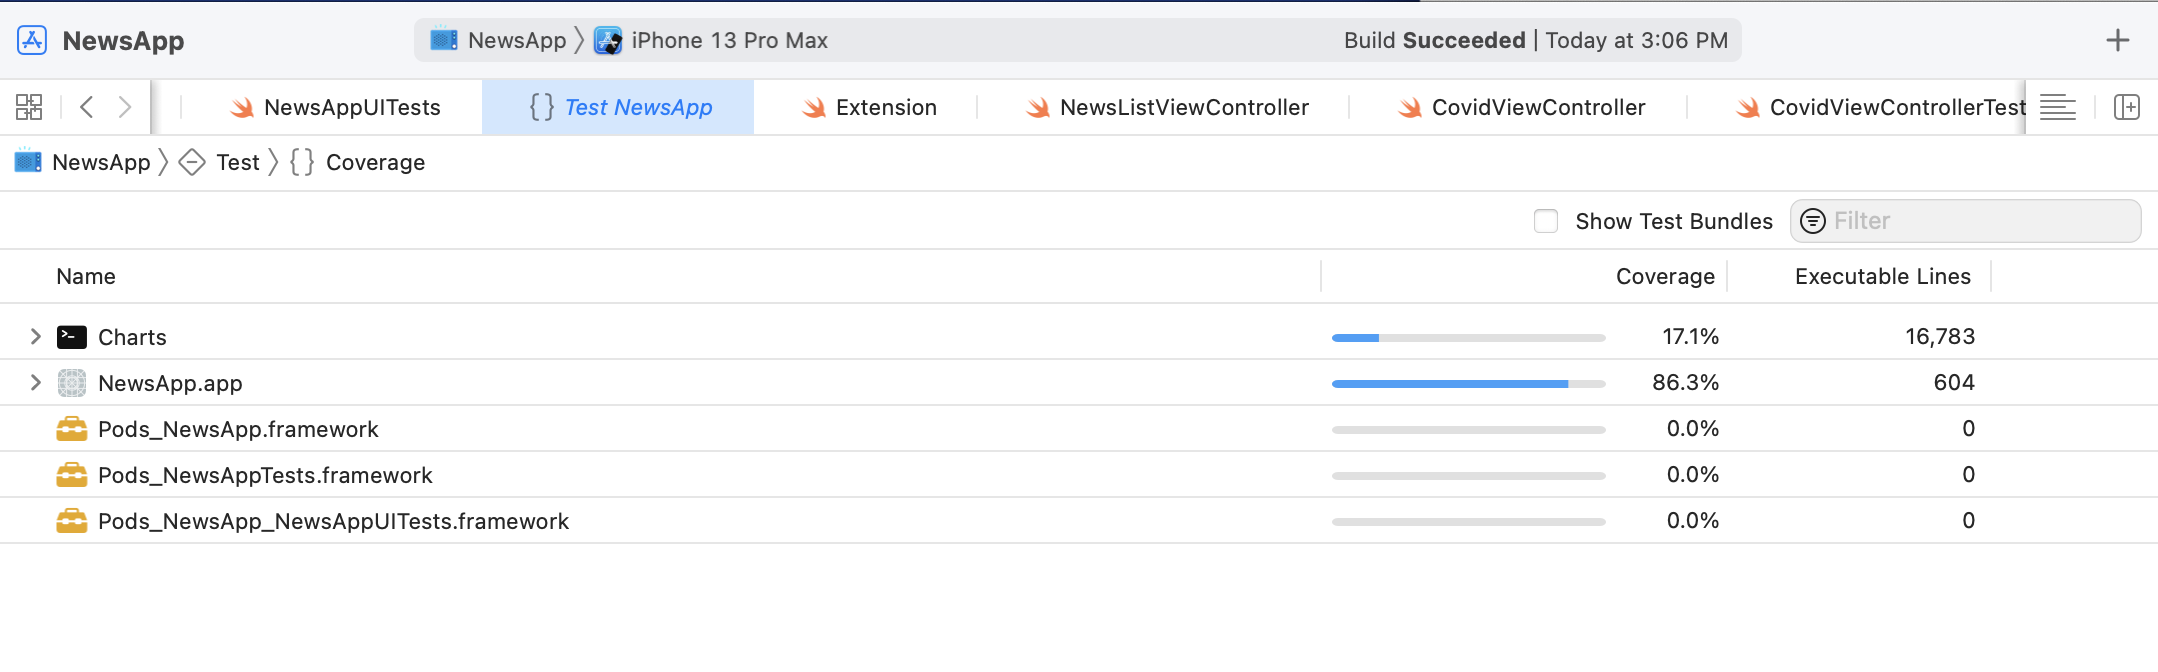 NewsApp
NewsApp iPhone 13 Pro Max Build Succeeded | Today at 3:06 PM
NewsAppUITests {} Test NewsApp Extension NewsListViewController CovidViewController CovidViewControllerTest
NewsApp Test {} Coverage
Show Test Bundles Filter
Name Coverage Executable Lines
Charts 17.1% 16,783
NewsApp.app 86.3% 604
Pods_NewsApp.framework 0.0% 0
Pods_NewsAppTests.framework 0.0% 0
Pods_NewsApp_NewsAppUITests.framework 0.0% 0